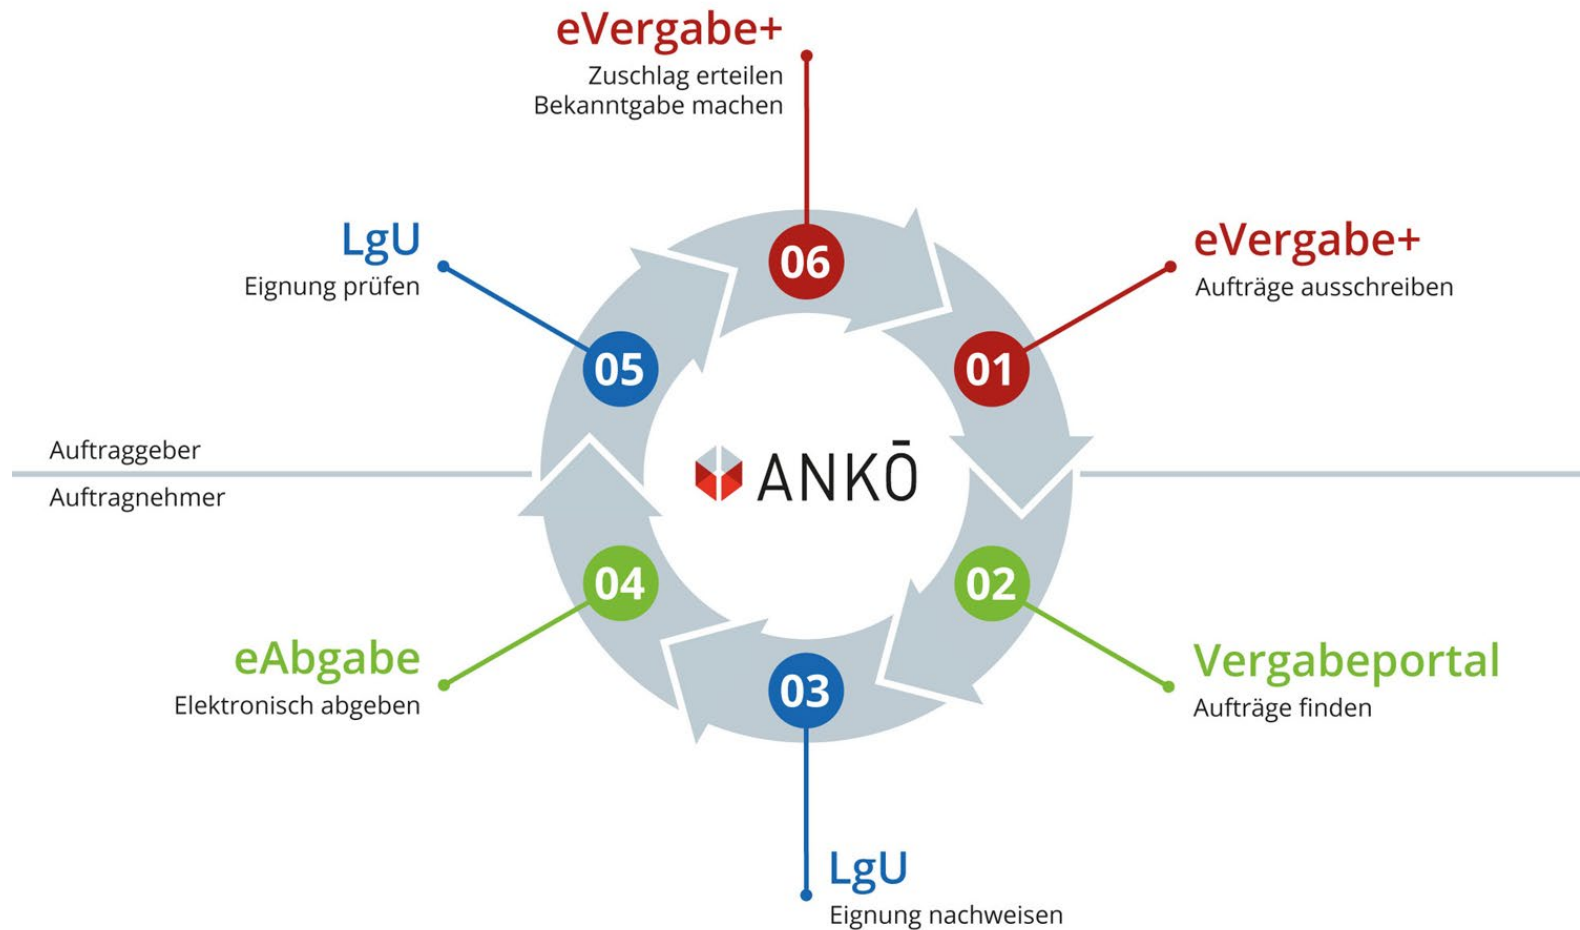 eVergabe+
Zuschlag erteilen
Bekanntgabe machen
06
eVergabe+
Aufträge ausschreiben
01
Vergabeportal
Aufträge finden
02
LgU
Eignung nachweisen
03
eAbgabe
Elektronisch abgeben
04
LgU
Eignung prüfen
05
Auftraggeber
Auftragnehmer
ANKŌ